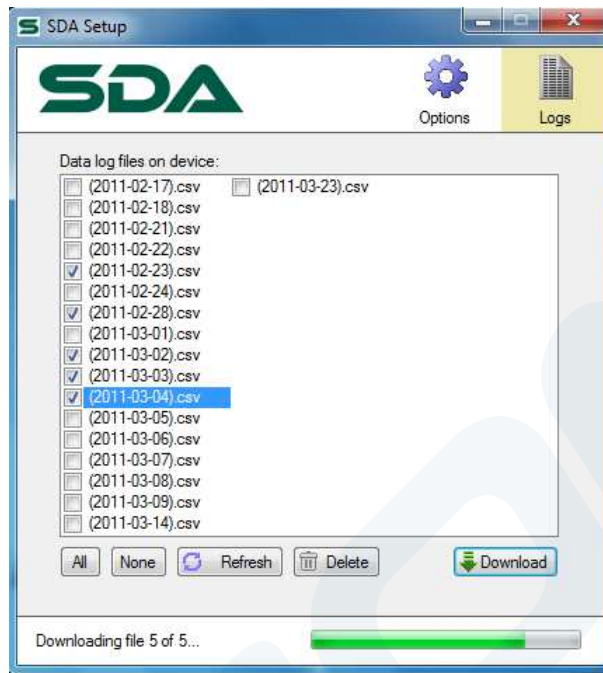 SDA Setup
SDA
Options
Logs
Data log files on device:
(2011-02-17).csv
(2011-02-18).csv
(2011-02-21).csv
(2011-02-22).csv
(2011-02-23).csv
(2011-02-24).csv
(2011-02-28).csv
(2011-03-01).csv
(2011-03-02).csv
(2011-03-03).csv
(2011-03-04).csv
(2011-03-05).csv
(2011-03-06).csv
(2011-03-07).csv
(2011-03-08).csv
(2011-03-09).csv
(2011-03-14).csv
(2011-03-23).csv
All
None
Refresh
Delete
Download
Downloading file 5 of 5...